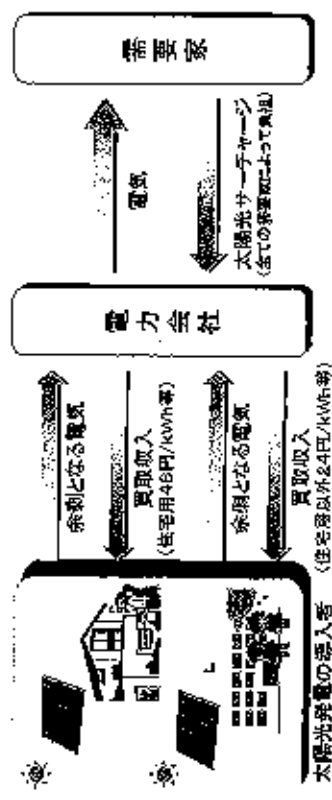 需要家
電気
太陽光サーチャージ
(全ての需要家によって負担)
電力会社
余剰となる電気
買取収入
(住宅用48円/kWh等)
余剰となる電気
買取収入
(住宅用以外24円/kWh等)
太陽光発電の導入者